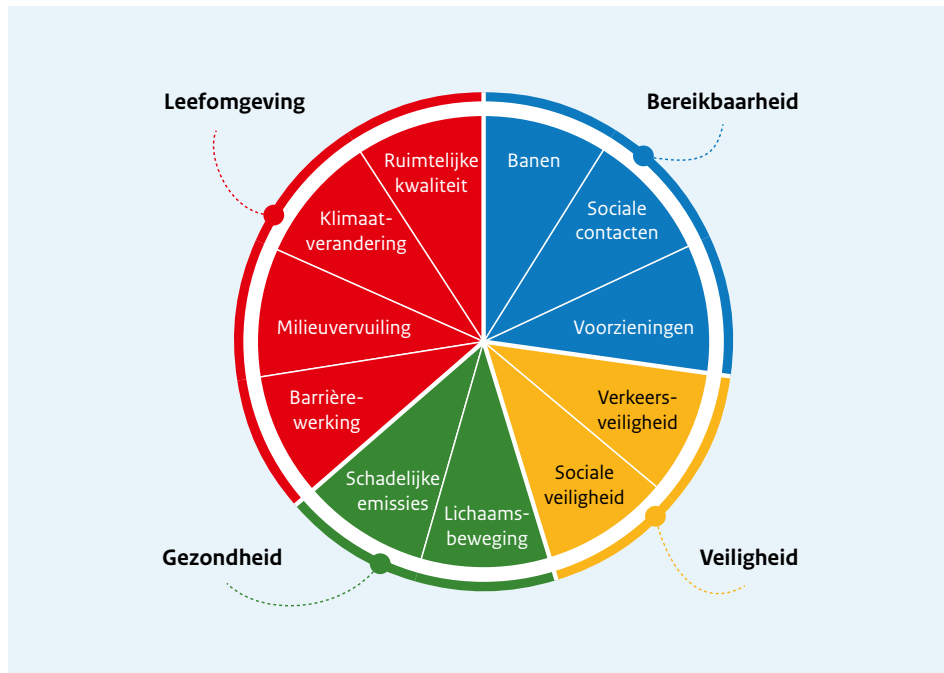 Leefomgeving
Bereikbaarheid
Ruimtelijke
kwaliteit
Banen
Klimaat-
verandering
Sociale
contacten
Milieuvervuiling
Voorzieningen
Barrière-
werking
Verkeers-
veiligheid
Schadelijke
emissies
Sociale
veiligheid
Lichaams-
beweging
Gezondheid
Veiligheid